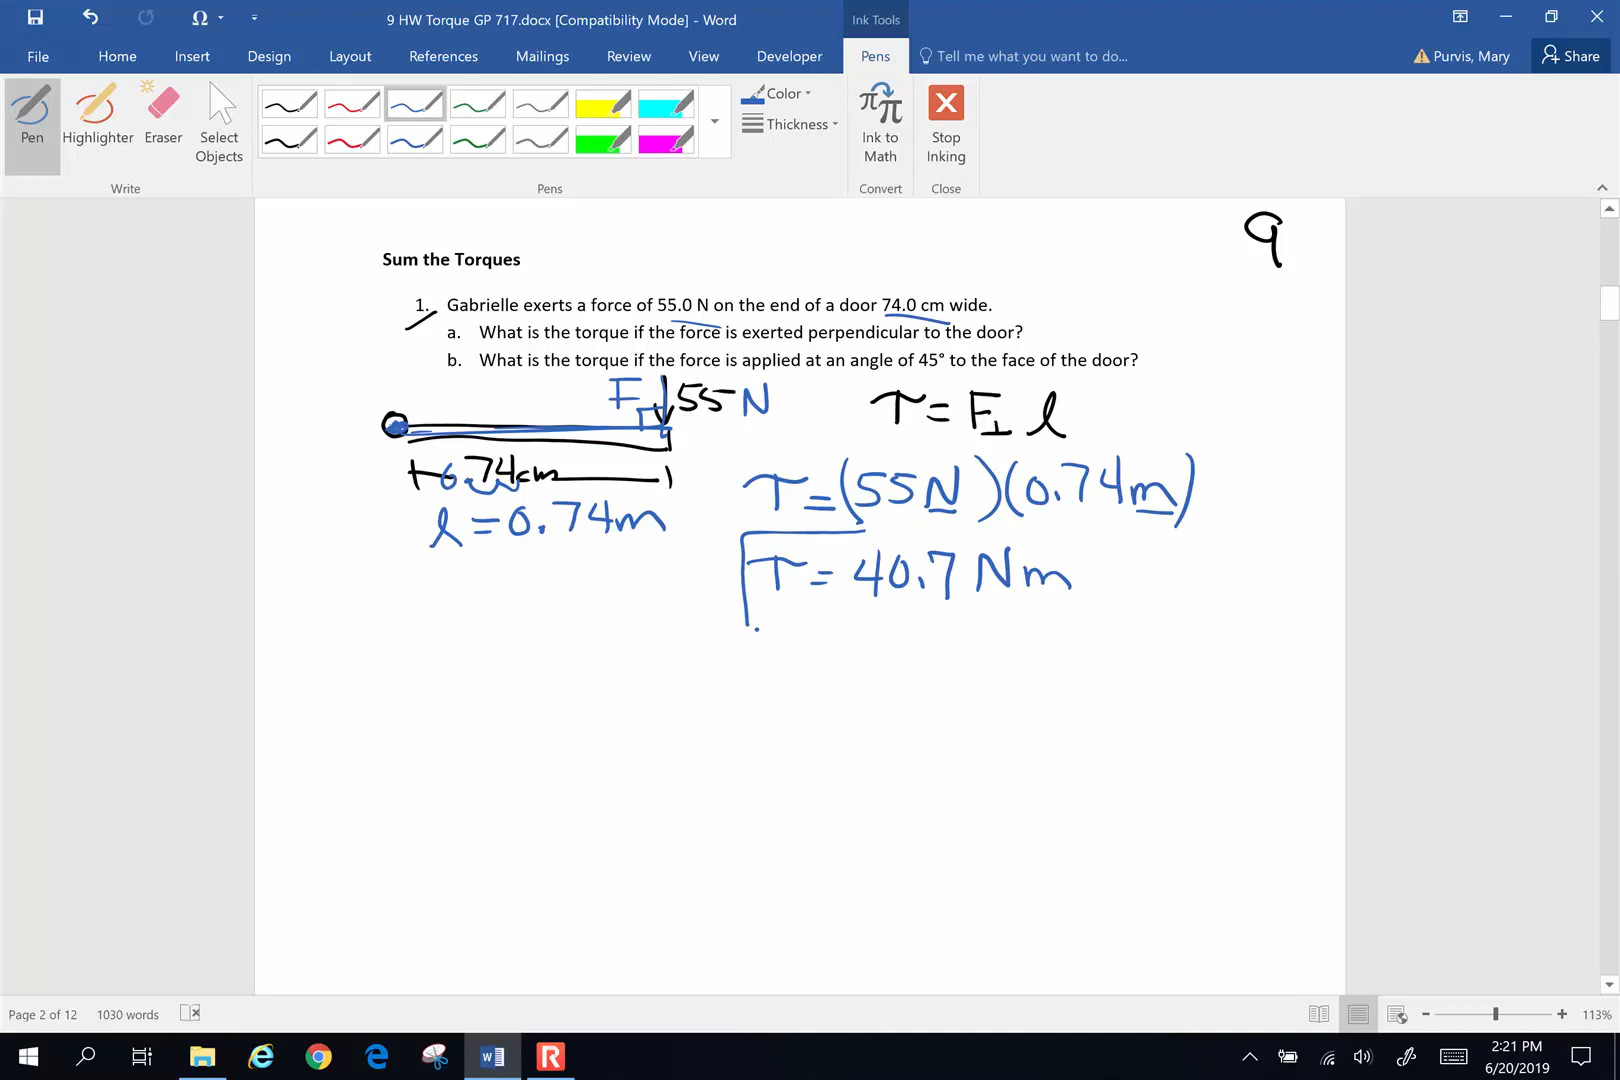 9 HW Torque GP 717.docx [Compatibility Mode] - Word
Ink Tools
File Home Insert Design Layout References Mailings Review View Developer Pens Tell me what you want to do... Purvis, Mary Share
Pen Highlighter Eraser Select Objects
Color
Thickness
Ink to Math
Stop Inking
Write Pens Convert Close
9
Sum the Torques
1. Gabrielle exerts a force of 55.0 N on the end of a door 74.0 cm wide.
a. What is the torque if the force is exerted perpendicular to the door?
b. What is the torque if the force is applied at an angle of 45° to the face of the door?
F 55 N
τ = F⊥ l
0.74cm
τ = (55 N)(0.74m)
l = 0.74m
τ = 40.7 Nm
Page 2 of 12 1030 words 113%
2:21 PM
6/20/2019